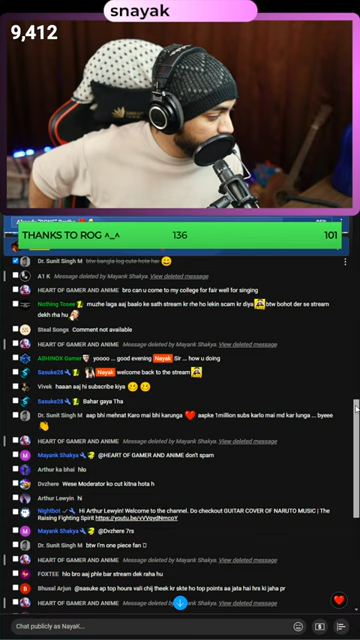 snayak
9,412
THANKS TO ROG ^_^ 136 101
Dr. Sunit Singh M btw bangla log cute hote hai
A1 K Message deleted by Mayank Shakya. View deleted message
HEART OF GAMER AND ANIME bro can u come to my college for fair well for singing
Nothing Tosee muzhe laga aaj baalo ke sath stream kr rhe ho lekin scam kr diya btw bohot der se stream
dekh rha hu
Steal Songs Comment not available
HEART OF GAMER AND ANIME Message deleted by Mayank Shakya. View deleted message
ABHINOX Gamer yoooo ... good evening Nayak Sir ... how u doing
Sasuke28 Nayak welcome back to the stream
Vivek haaan aaj hi subscribe kiya
Sasuke28 Bahar gaya Tha
Dr. Sunit Singh M aap bhi mehnat Karo mai bhi karunga aapke 1million subs karlo mai md kar lunga ... byeee
HEART OF GAMER AND ANIME Message deleted by Mayank Shakya. View deleted message
Mayank Shakya @HEART OF GAMER AND ANIME don't spam
Arthur ka bhai hlo
Dvzhere Wese Moderator ko cut kitna hota h
Arthur Lewyin hi
Nightbot Hi Arthur Lewyin! Welcome to the channel. Do checkout GUITAR COVER OF NARUTO MUSIC | The
Raising Fighting Spirit
Mayank Shakya @Dvzhere 7rs
Dr. Sunit Singh M btw I'm one piece fan
HEART OF GAMER AND ANIME Message deleted by Mayank Shakya. View deleted message
FOXTEE hlo bro aaj phle bar stream dek raha hu
Bhusal Arjun @sasuke ap top hours vali chij theek kr skte ho top points aa jata hai hrs ki jaha pr
HEART OF GAMER AND ANIME Message deleted by Mayank Shakya. View deleted message
Chat publicly as NayaK...